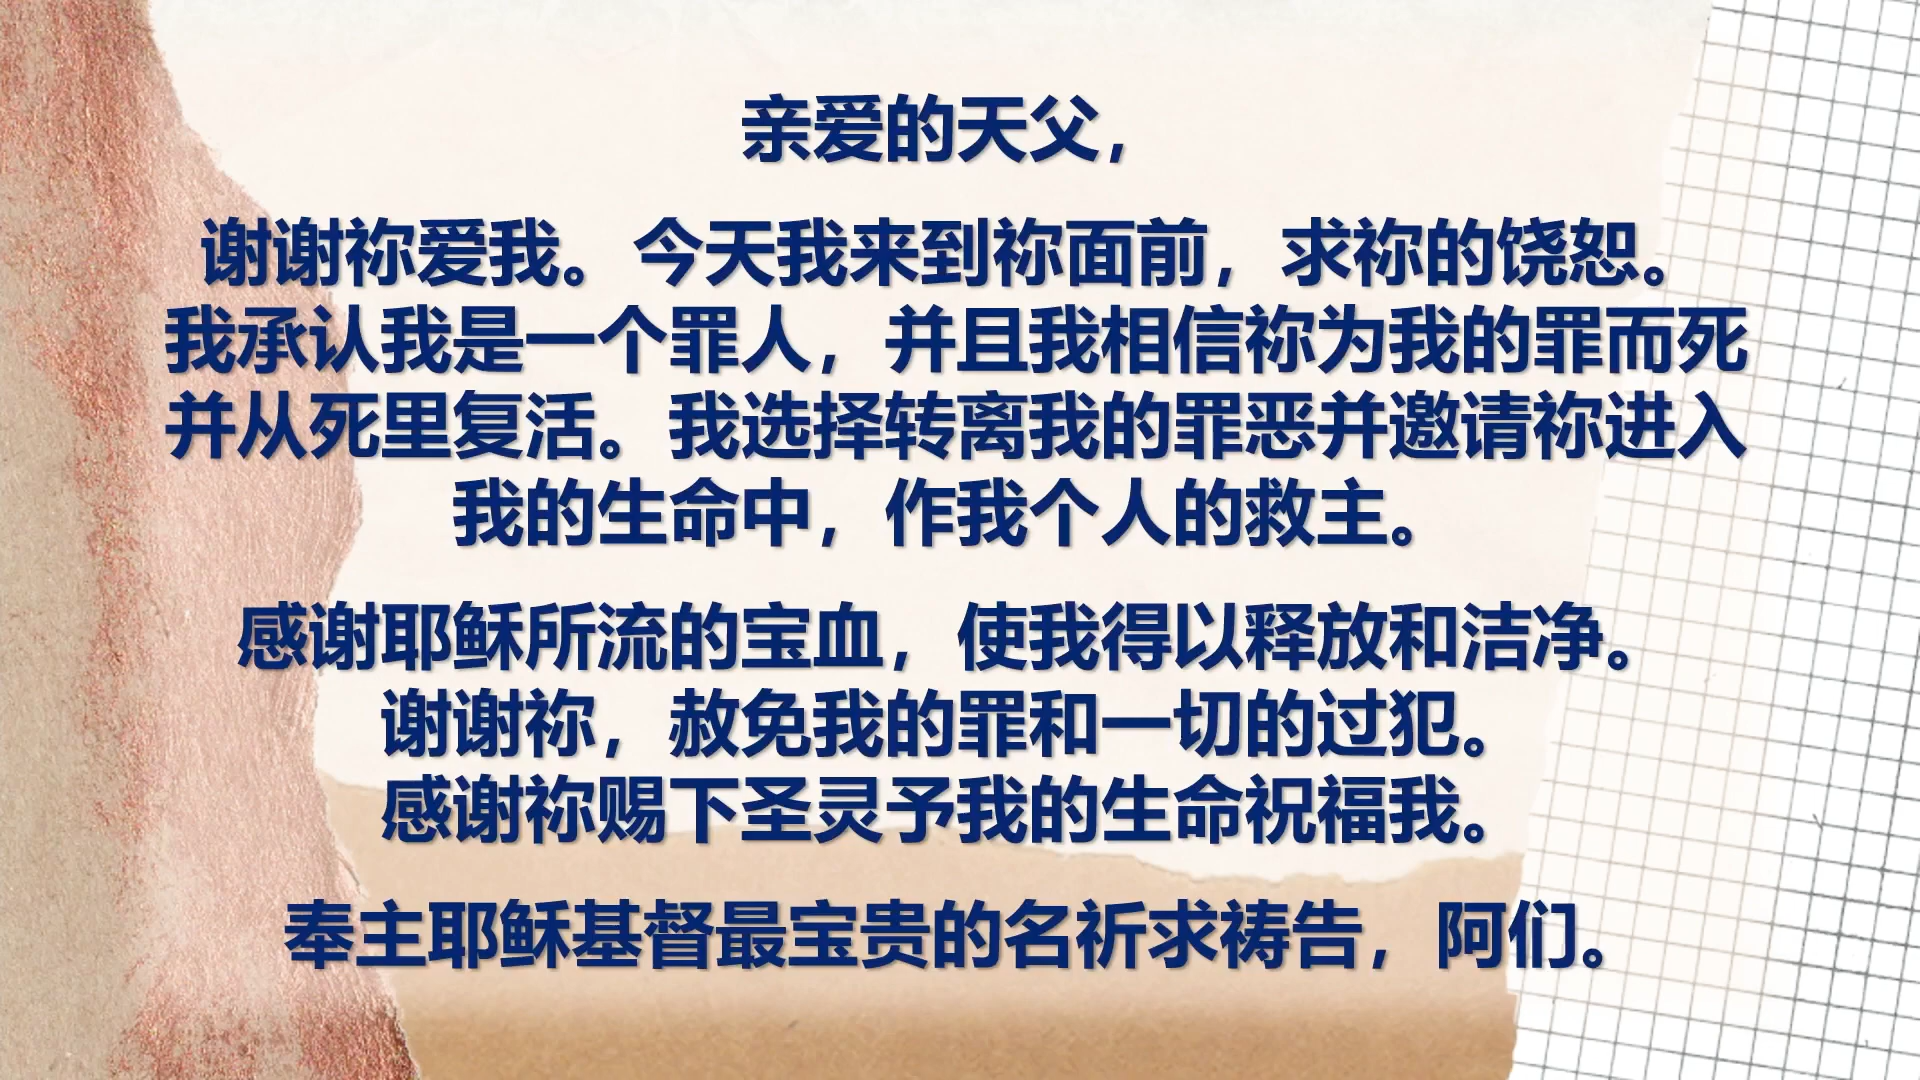 亲爱的天父，
谢谢祢爱我。今天我来到祢面前，求祢的饶恕。
我承认我是一个罪人，并且我相信祢为我的罪而死
并从死里复活。我选择转离我的罪恶并邀请祢进入
我的生命中，作我个人的救主。
感谢耶稣所流的宝血，使我得以释放和洁净。
谢谢祢，赦免我的罪和一切的过犯。
感谢祢赐下圣灵予我的生命祝福我。
奉主耶稣基督最宝贵的名祈求祷告，阿们。